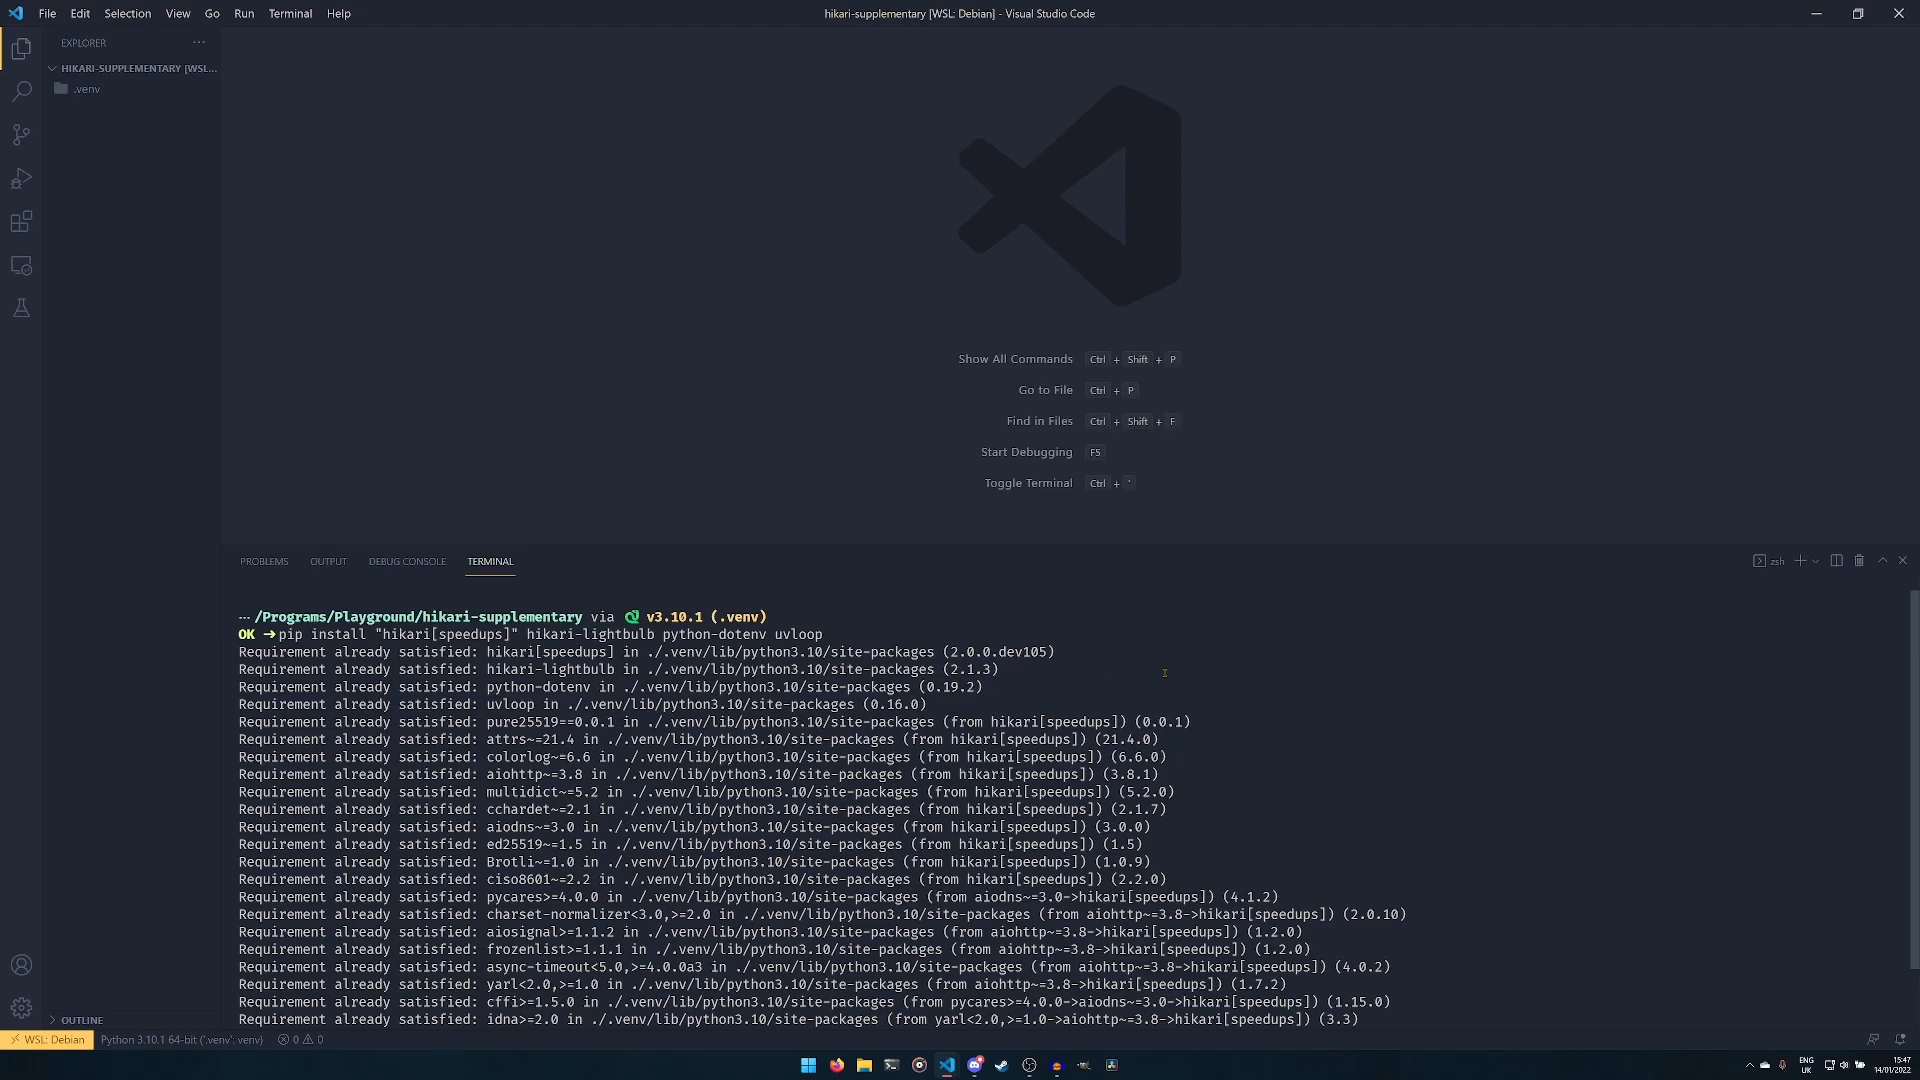 File Edit Selection View Go Run Terminal Help
hikari-supplementary [WSL: Debian] - Visual Studio Code
EXPLORER
HIKARI-SUPPLEMENTARY [WSL...
.venv
Show All Commands Ctrl + Shift + P
Go to File Ctrl + P
Find in Files Ctrl + Shift + F
Start Debugging F5
Toggle Terminal Ctrl + `
PROBLEMS OUTPUT DEBUG CONSOLE TERMINAL
zsh
/Programs/Playground/hikari-supplementary via v3.10.1 (.venv)
OK ➜pip install "hikari[speedups]" hikari-lightbulb python-dotenv uvloop
Requirement already satisfied: hikari[speedups] in ./.venv/lib/python3.10/site-packages (2.0.0.dev105)
Requirement already satisfied: hikari-lightbulb in ./.venv/lib/python3.10/site-packages (2.1.3)
Requirement already satisfied: python-dotenv in ./.venv/lib/python3.10/site-packages (0.19.2)
Requirement already satisfied: uvloop in ./.venv/lib/python3.10/site-packages (0.16.0)
Requirement already satisfied: pure25519==0.0.1 in ./.venv/lib/python3.10/site-packages (from hikari[speedups]) (0.0.1)
Requirement already satisfied: attrs~=21.4 in ./.venv/lib/python3.10/site-packages (from hikari[speedups]) (21.4.0)
Requirement already satisfied: colorlog~=6.6 in ./.venv/lib/python3.10/site-packages (from hikari[speedups]) (6.6.0)
Requirement already satisfied: aiohttp~=3.8 in ./.venv/lib/python3.10/site-packages (from hikari[speedups]) (3.8.1)
Requirement already satisfied: multidict~=5.2 in ./.venv/lib/python3.10/site-packages (from hikari[speedups]) (5.2.0)
Requirement already satisfied: cchardet~=2.1 in ./.venv/lib/python3.10/site-packages (from hikari[speedups]) (2.1.7)
Requirement already satisfied: aiodns~=3.0 in ./.venv/lib/python3.10/site-packages (from hikari[speedups]) (3.0.0)
Requirement already satisfied: ed25519~=1.5 in ./.venv/lib/python3.10/site-packages (from hikari[speedups]) (1.5)
Requirement already satisfied: Brotli~=1.0 in ./.venv/lib/python3.10/site-packages (from hikari[speedups]) (1.0.9)
Requirement already satisfied: ciso8601~=2.2 in ./.venv/lib/python3.10/site-packages (from hikari[speedups]) (2.2.0)
Requirement already satisfied: pycares>=4.0.0 in ./.venv/lib/python3.10/site-packages (from aiodns~=3.0->hikari[speedups]) (4.1.2)
Requirement already satisfied: charset-normalizer<3.0,>=2.0 in ./.venv/lib/python3.10/site-packages (from aiohttp~=3.8->hikari[speedups]) (2.0.10)
Requirement already satisfied: aiosignal>=1.1.2 in ./.venv/lib/python3.10/site-packages (from aiohttp~=3.8->hikari[speedups]) (1.2.0)
Requirement already satisfied: frozenlist>=1.1.1 in ./.venv/lib/python3.10/site-packages (from aiohttp~=3.8->hikari[speedups]) (1.2.0)
Requirement already satisfied: async-timeout<5.0,>=4.0.0a3 in ./.venv/lib/python3.10/site-packages (from aiohttp~=3.8->hikari[speedups]) (4.0.2)
Requirement already satisfied: yarl<2.0,>=1.0 in ./.venv/lib/python3.10/site-packages (from aiohttp~=3.8->hikari[speedups]) (1.7.2)
Requirement already satisfied: cffi>=1.5.0 in ./.venv/lib/python3.10/site-packages (from pycares>=4.0.0->aiodns~=3.0->hikari[speedups]) (1.15.0)
Requirement already satisfied: idna>=2.0 in ./.venv/lib/python3.10/site-packages (from yarl<2.0,>=1.0->aiohttp~=3.8->hikari[speedups]) (3.3)
OUTLINE
WSL: Debian Python 3.10.1 64-bit ('.venv': venv) 0 0
ENG
UK
15:47
14/01/2022